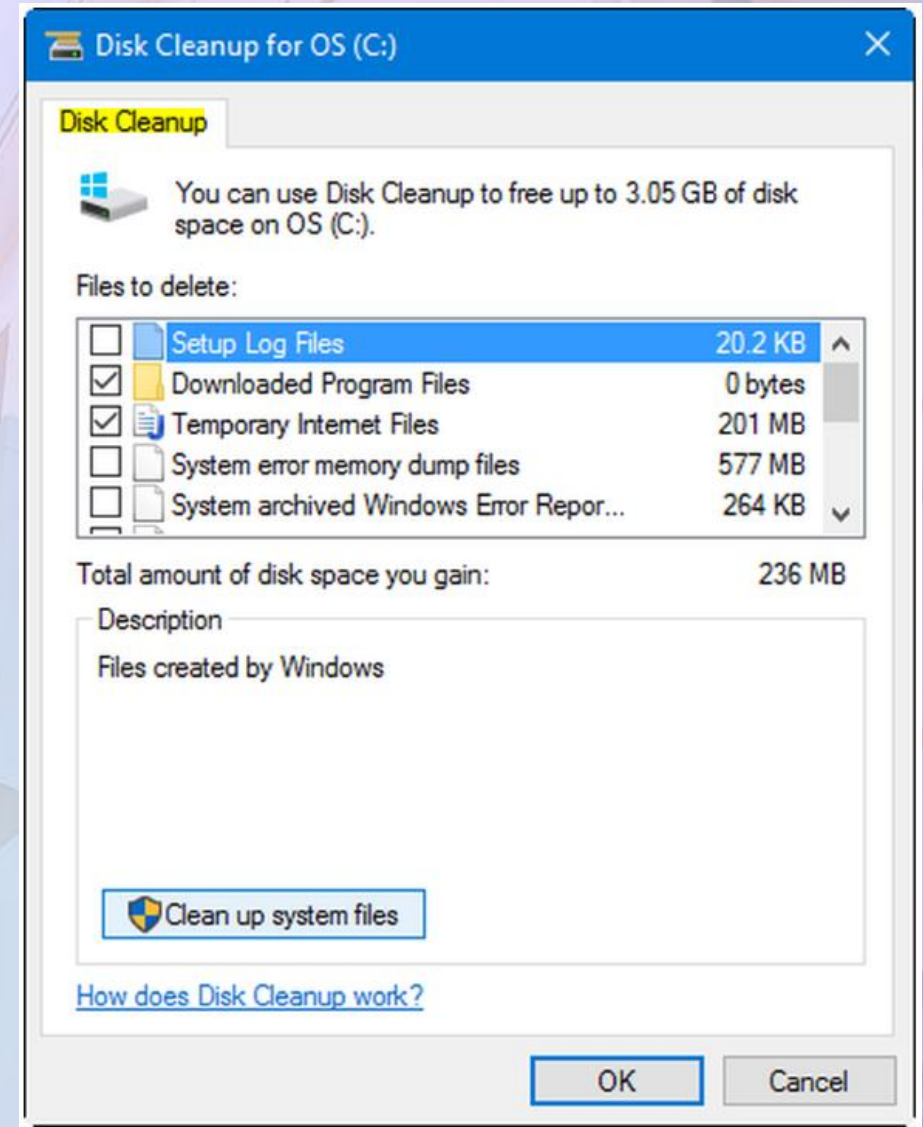 Disk Cleanup for OS (C:)
Disk Cleanup
You can use Disk Cleanup to free up to 3.05 GB of disk
space on OS (C:).
Files to delete:
Setup Log Files 20.2 KB
Downloaded Program Files 0 bytes
Temporary Internet Files 201 MB
System error memory dump files 577 MB
System archived Windows Error Repor... 264 KB
Total amount of disk space you gain: 236 MB
Description
Files created by Windows
Clean up system files
How does Disk Cleanup work?
OK Cancel